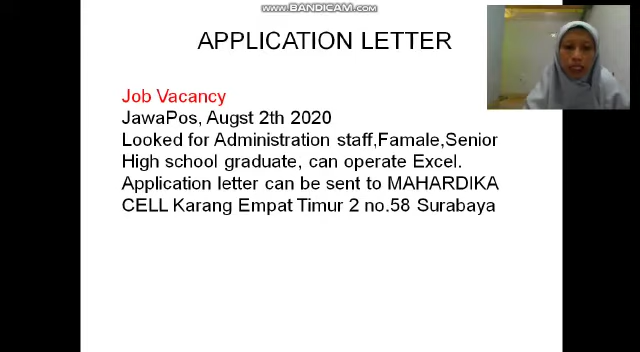 www.BANDICAM.com
APPLICATION LETTER
Job Vacancy
JawaPos, Augst 2th 2020
Looked for Administration staff,Famale,Senior
High school graduate, can operate Excel.
Application letter can be sent to MAHARDIKA
CELL Karang Empat Timur 2 no.58 Surabaya